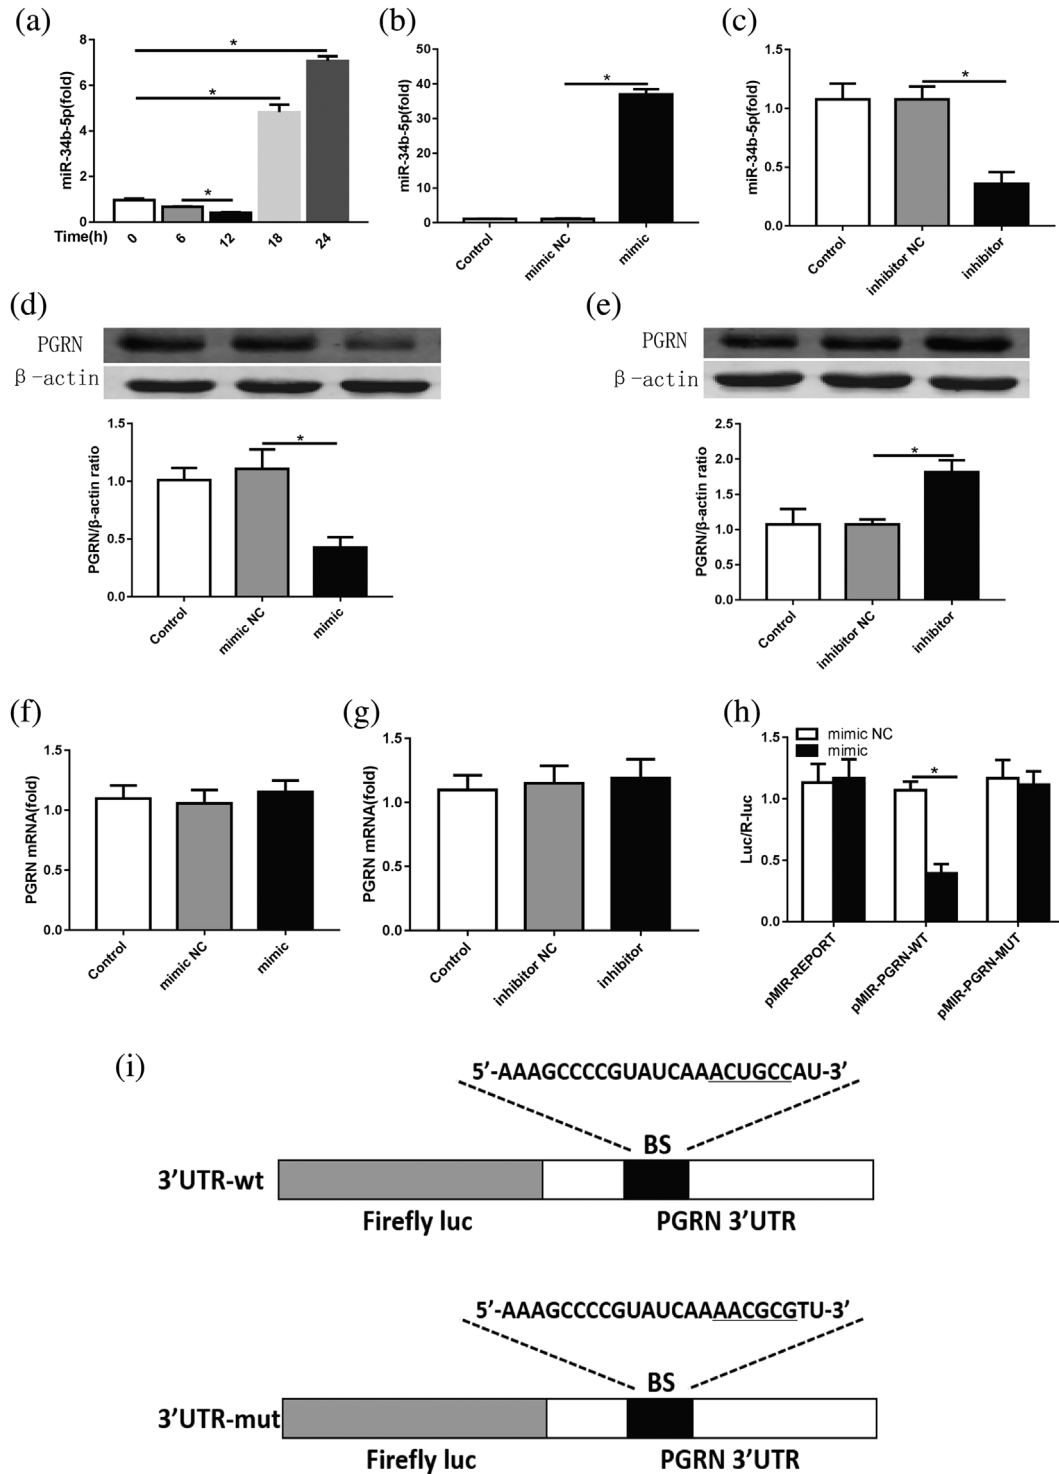 (a)
miR-34b-5p(fold)
8
6
4
2
0
*
*
*
Time(h) 0 6 12 18 24
(b)
miR-34b-5p(fold)
50
40
30
20
10
0
*
Control mimic NC mimic
(c)
miR-34b-5p(fold)
1.5
1.0
0.5
0.0
*
Control inhibitor NC inhibitor
(d)
PGRN
β-actin
PGRN/β-actin ratio
1.5
1.0
0.5
0.0
*
Control mimic NC mimic
(e)
PGRN
β-actin
PGRN/β-actin ratio
2.5
2.0
1.5
1.0
0.5
0.0
*
Control inhibitor NC inhibitor
(f)
PGRN mRNA(fold)
1.5
1.0
0.5
0.0
Control mimic NC mimic
(g)
PGRN mRNA(fold)
1.5
1.0
0.5
0.0
Control inhibitor NC inhibitor
(h)
mimic NC
mimic
Luc/R-luc
1.5
1.0
0.5
0.0
*
pMIR-REPORT pMIR-PGRN-WT pMIR-PGRN-MUT
(i)
5’-AAAGCCCCGUAUCAAACUGCCAU-3’
BS
3’UTR-wt
Firefly luc PGRN 3’UTR
5’-AAAGCCCCGUAUCAAAACGCGTU-3’
BS
3’UTR-mut
Firefly luc PGRN 3’UTR